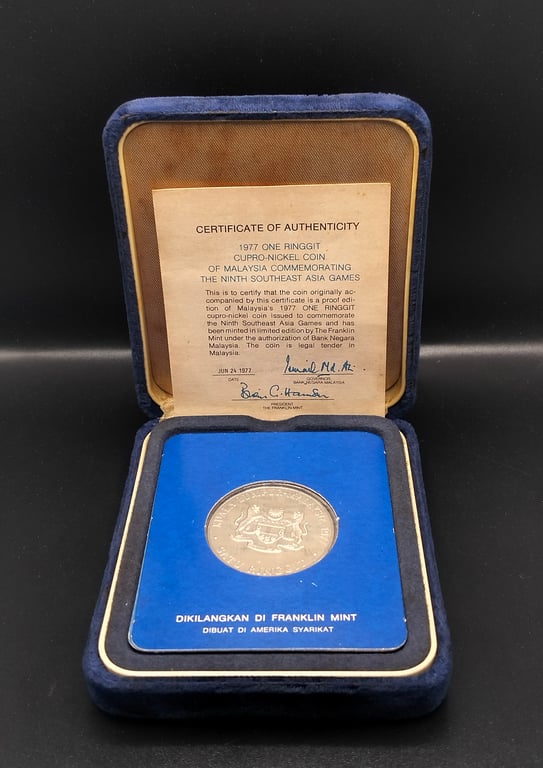 CERTIFICATE OF AUTHENTICITY
1977 ONE RINGGIT
CUPRO-NICKEL COIN
OF MALAYSIA COMMEMORATING
THE NINTH SOUTHEAST ASIA GAMES
This is to certify that the coin originally ac-
companied by this certificate is a proof edi-
tion of Malaysia's 1977 ONE RINGGIT
cupro-nickel coin issued to commemorate
the Ninth Southeast Asia Games and has
been minted in limited edition by The Franklin
Mint under the authorization of Bank Negara
Malaysia. The coin is legal tender in
Malaysia.
JUN 24 1977
DATE
GOVERNOR,
BANK NEGARA MALAYSIA
PRESIDENT
THE FRANKLIN MINT
SATU RINGGIT
DIKILANGKAN DI FRANKLIN MINT
DIBUAT DI AMERIKA SYARIKAT